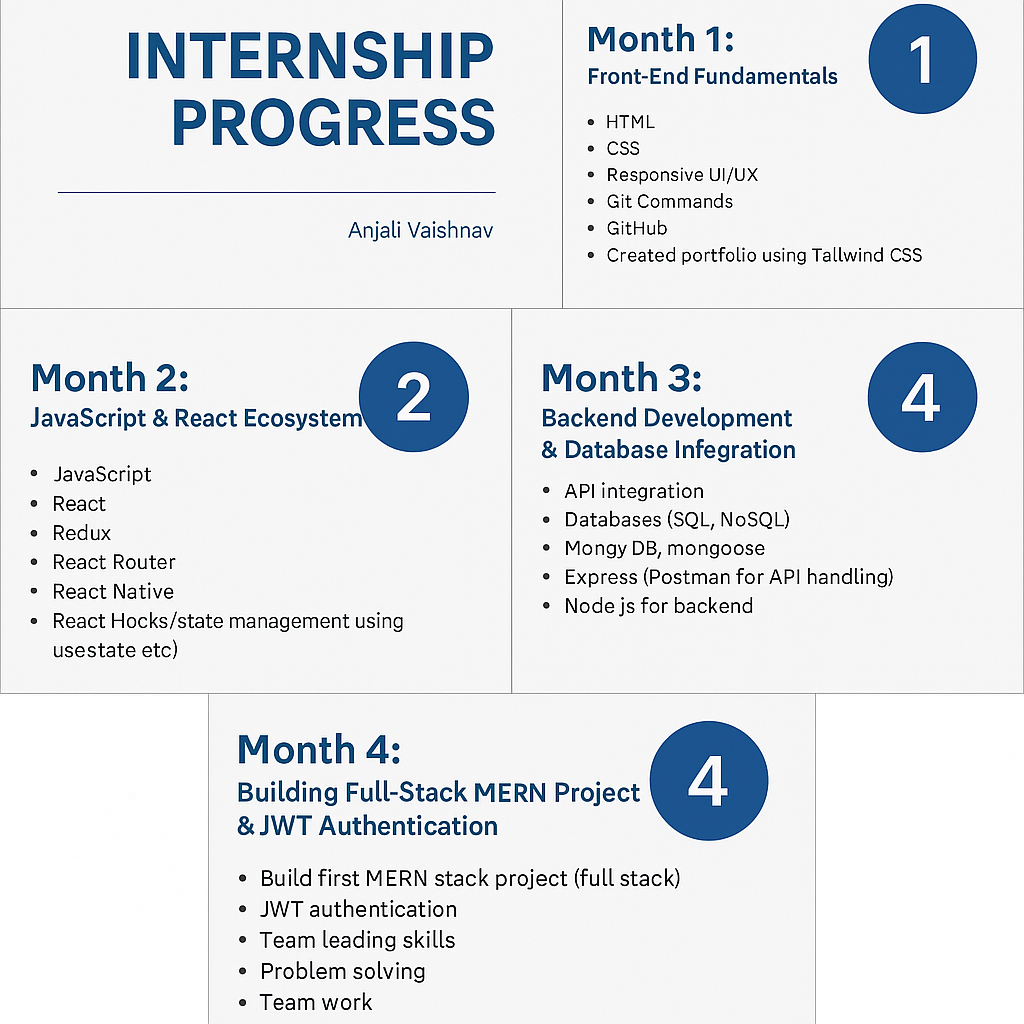 INTERNSHIP
PROGRESS
Anjali Vaishnav
Month 1:
Front-End Fundamentals
1
• HTML
• CSS
• Responsive UI/UX
• Git Commands
• GitHub
• Created portfolio using Tallwind CSS
Month 2:
JavaScript & React Ecosystem
2
• JavaScript
• React
• Redux
• React Router
• React Native
• React Hocks/state management using
usestate etc)
Month 3:
Backend Development
& Database Infegration
4
• API integration
• Databases (SQL, NoSQL)
• Mongy DB, mongoose
• Express (Postman for API handling)
• Node js for backend
Month 4:
Building Full-Stack MERN Project
& JWT Authentication
4
• Build first MERN stack project (full stack)
• JWT authentication
• Team leading skills
• Problem solving
• Team work